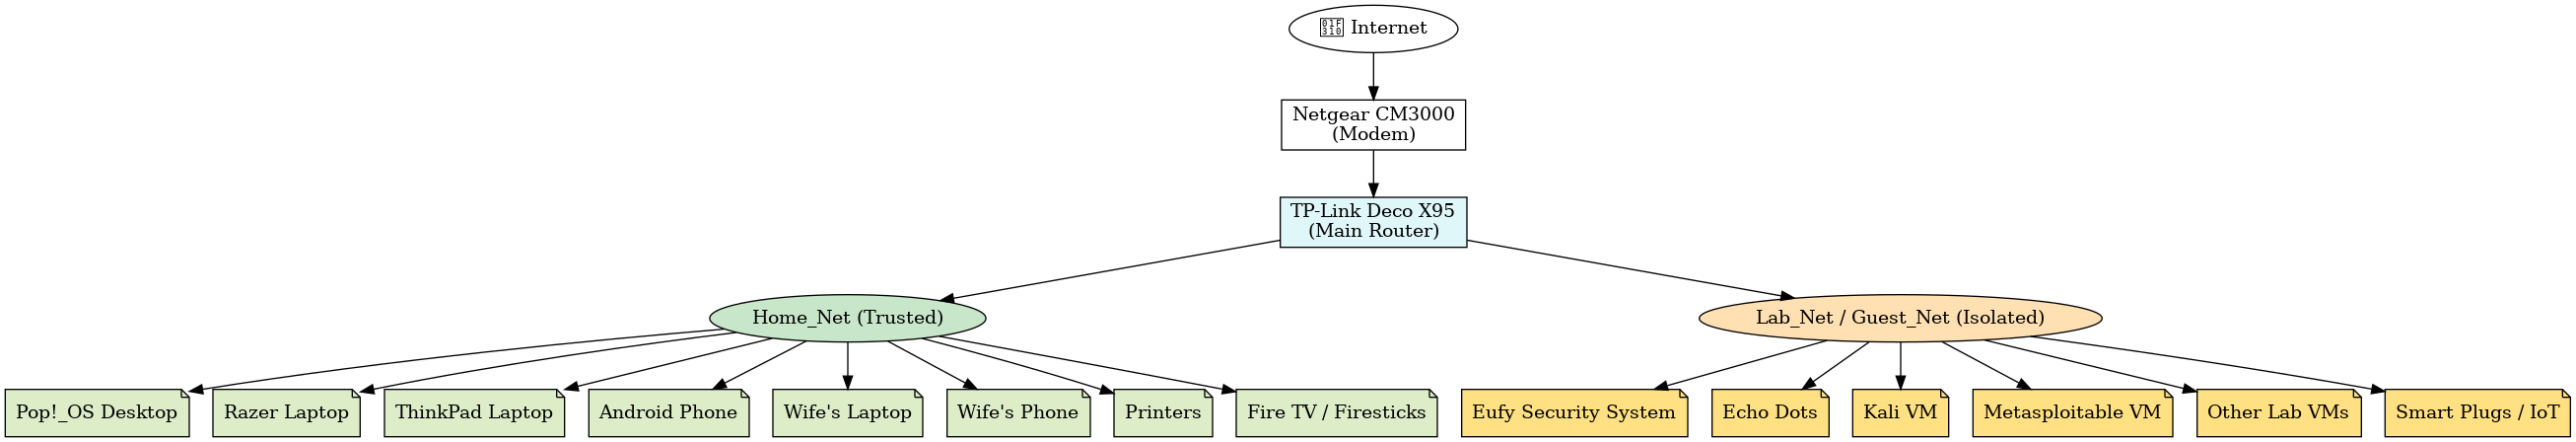 Internet
Netgear CM3000
(Modem)
TP-Link Deco X95
(Main Router)
Home_Net (Trusted)
Lab_Net / Guest_Net (Isolated)
Pop!_OS Desktop
Razer Laptop
ThinkPad Laptop
Android Phone
Wife's Laptop
Wife's Phone
Printers
Fire TV / Firesticks
Eufy Security System
Echo Dots
Kali VM
Metasploitable VM
Other Lab VMs
Smart Plugs / IoT